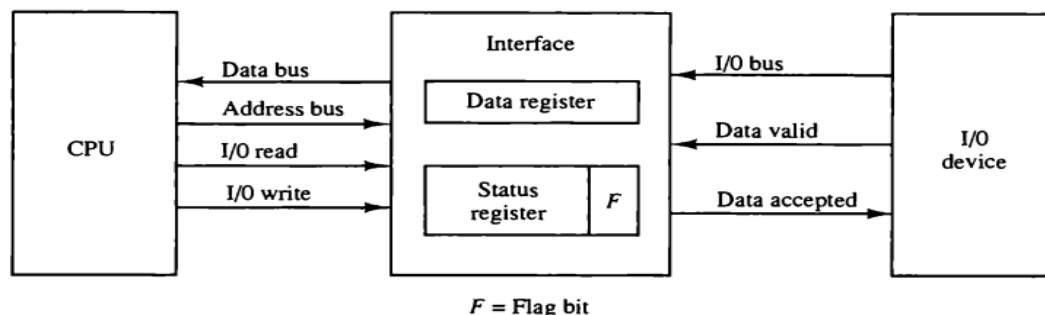 CPU
Data bus
Address bus
I/0 read
I/0 write
Interface
Data register
Status
register
F
I/0 bus
Data valid
Data accepted
I/0
device
F = Flag bit